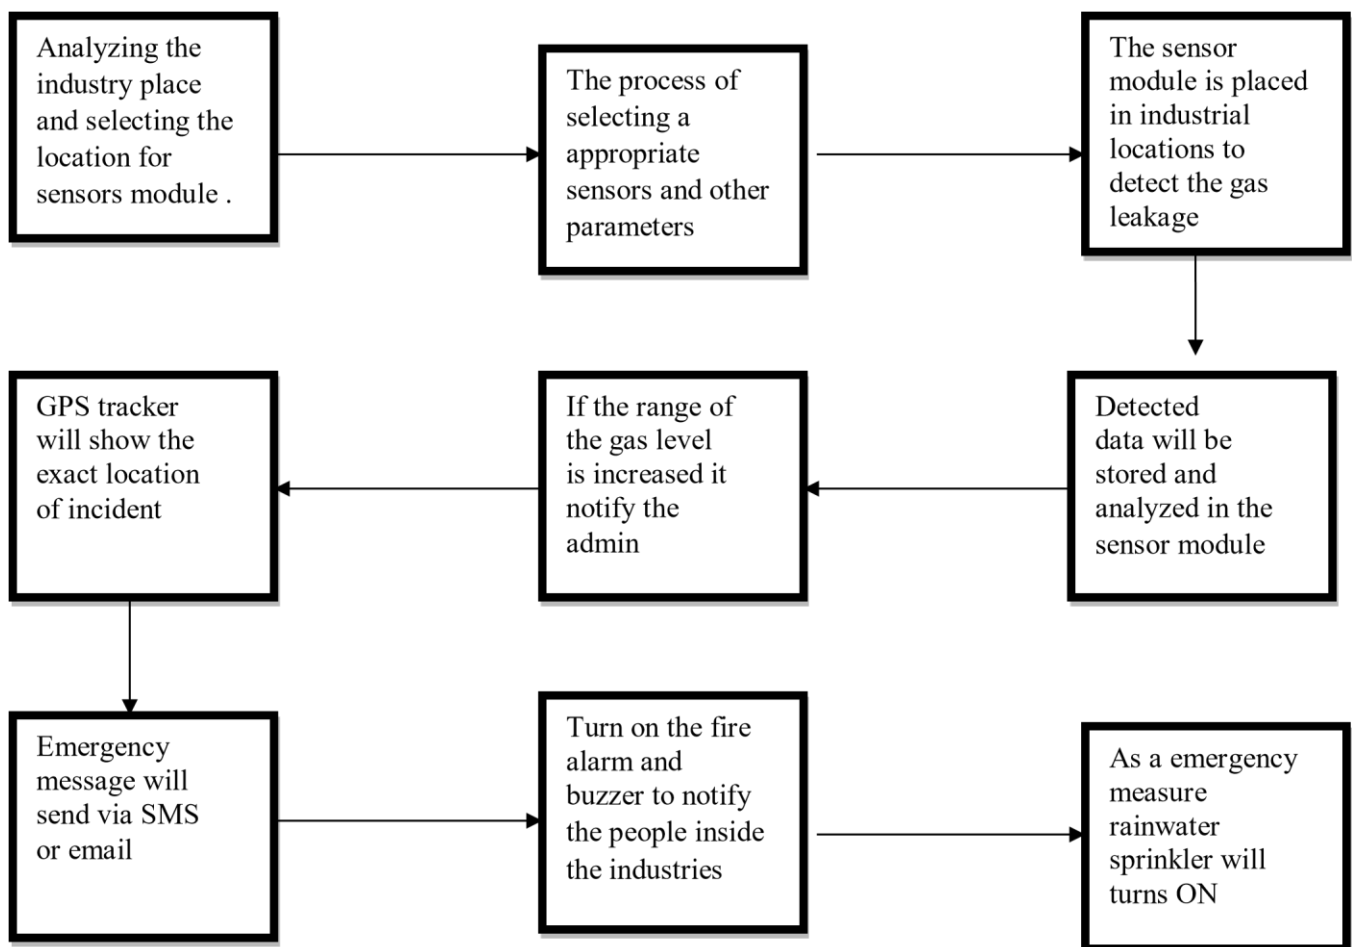 Analyzing the
industry place
and selecting the
location for
sensors module .
The process of
selecting a
appropriate
sensors and other
parameters
The sensor
module is placed
in industrial
locations to
detect the gas
leakage
Detected
data will be
stored and
analyzed in the
sensor module
If the range of
the gas level
is increased it
notify the
admin
GPS tracker
will show the
exact location
of incident
Emergency
message will
send via SMS
or email
Turn on the fire
alarm and
buzzer to notify
the people inside
the industries
As a emergency
measure
rainwater
sprinkler will
turns ON